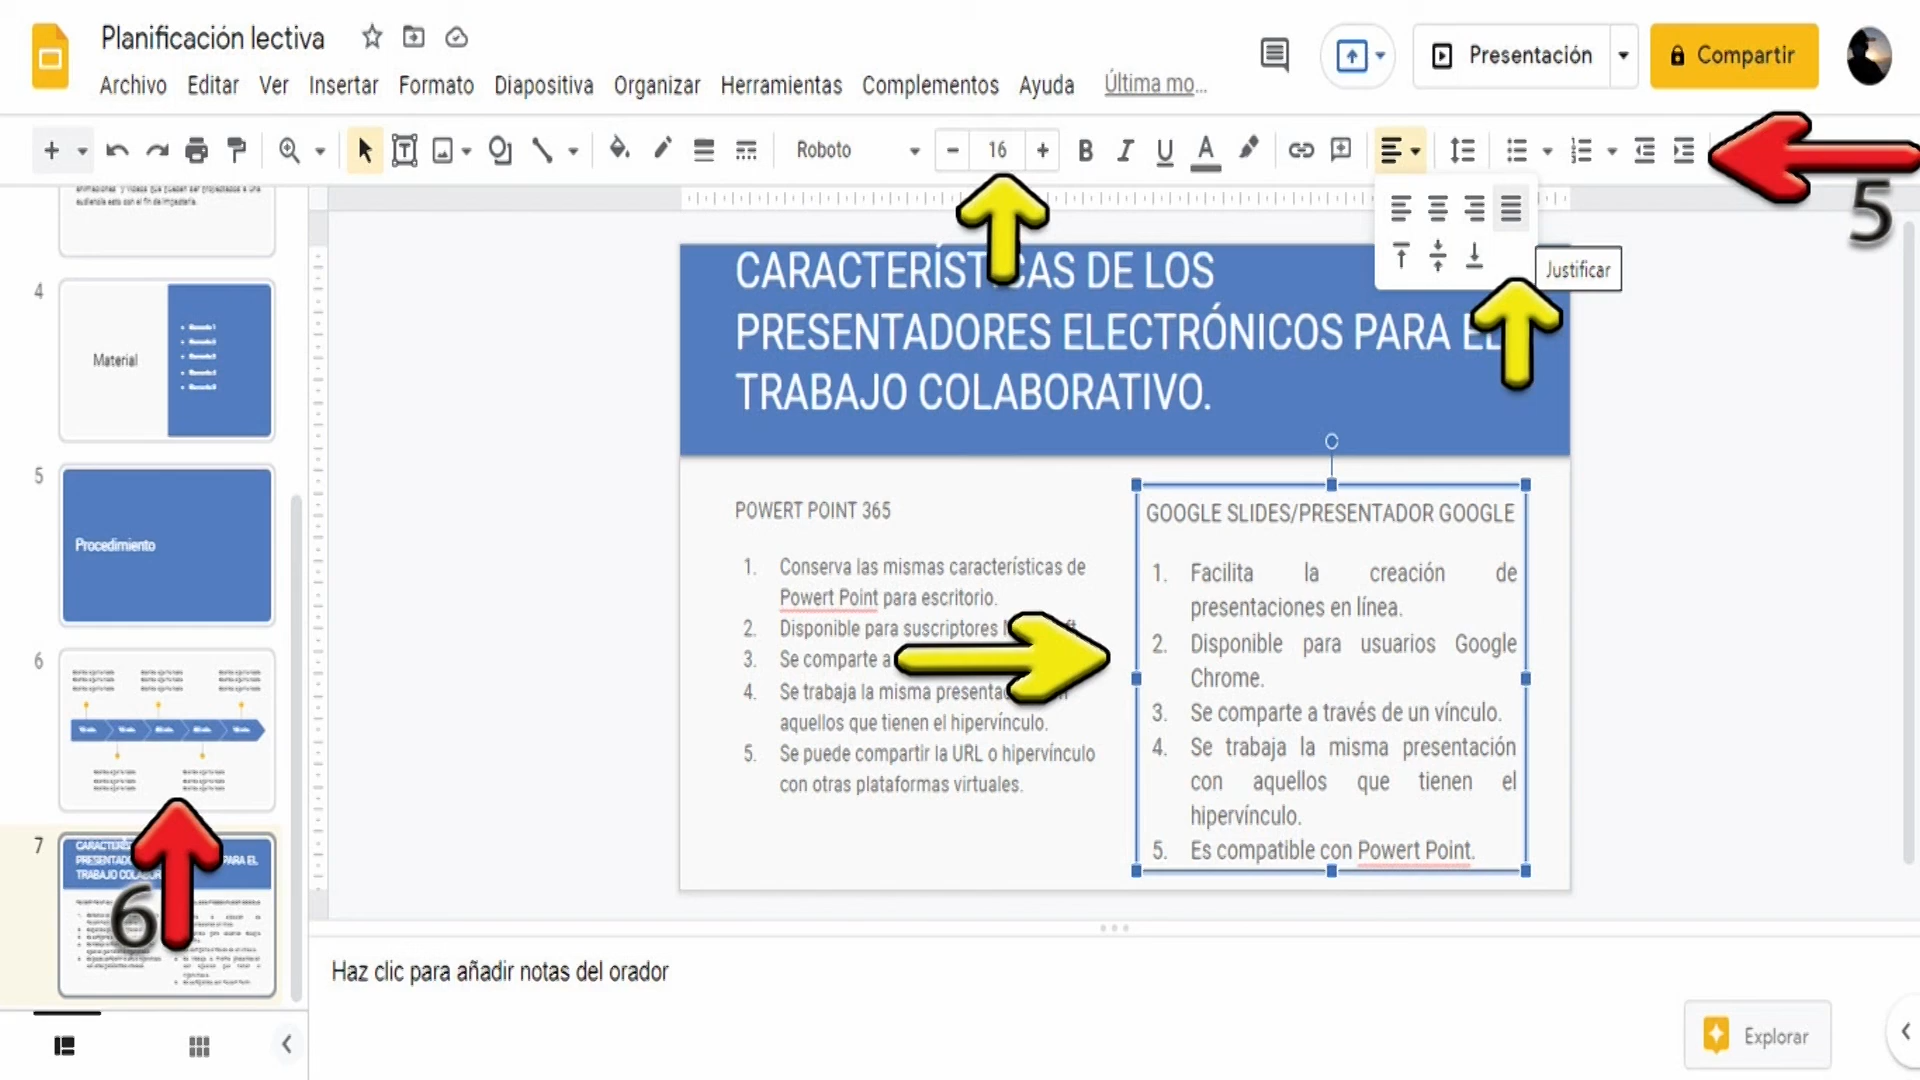 Planificación lectiva
Archivo Editar Ver Insertar Formato Diapositiva Organizar Herramientas Complementos Ayuda Última mo...
Presentación
Compartir
Roboto
16
Justificar
5
4
Material
5
Procedimiento
6
7
6
CARACTERÍSTICAS DE LOS
PRESENTADORES ELECTRÓNICOS PARA EL
TRABAJO COLABORATIVO.
POWERT POINT 365
1. Conserva las mismas características de
Powert Point para escritorio.
2. Disponible para suscriptores
3. Se comparte a
4. Se trabaja la misma
aquellos que tienen el hipervínculo.
5. Se puede compartir la URL o hipervínculo
con otras plataformas virtuales.
GOOGLE SLIDES/PRESENTADOR GOOGLE
1. Facilita la creación de
presentaciones en línea.
2. Disponible para usuarios Google
Chrome.
3. Se comparte a través de un vínculo.
4. Se trabaja la misma presentación
con aquellos que tienen el
hipervínculo.
5. Es compatible con Powert Point.
Haz clic para añadir notas del orador
Explorar